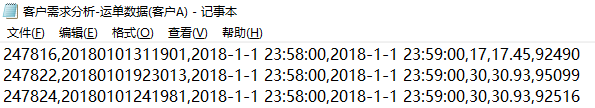 客户需求分析-运单数据(客户A) - 记事本
文件(F) 编辑(E) 格式(O) 查看(V) 帮助(H)
247816,20180101311901,2018-1-1 23:58:00,2018-1-1 23:59:00,17,17.45,92490
247822,20180101923013,2018-1-1 23:58:00,2018-1-1 23:59:00,30,30.93,95099
247824,20180101241981,2018-1-1 23:58:00,2018-1-1 23:59:00,30,30.93,92516